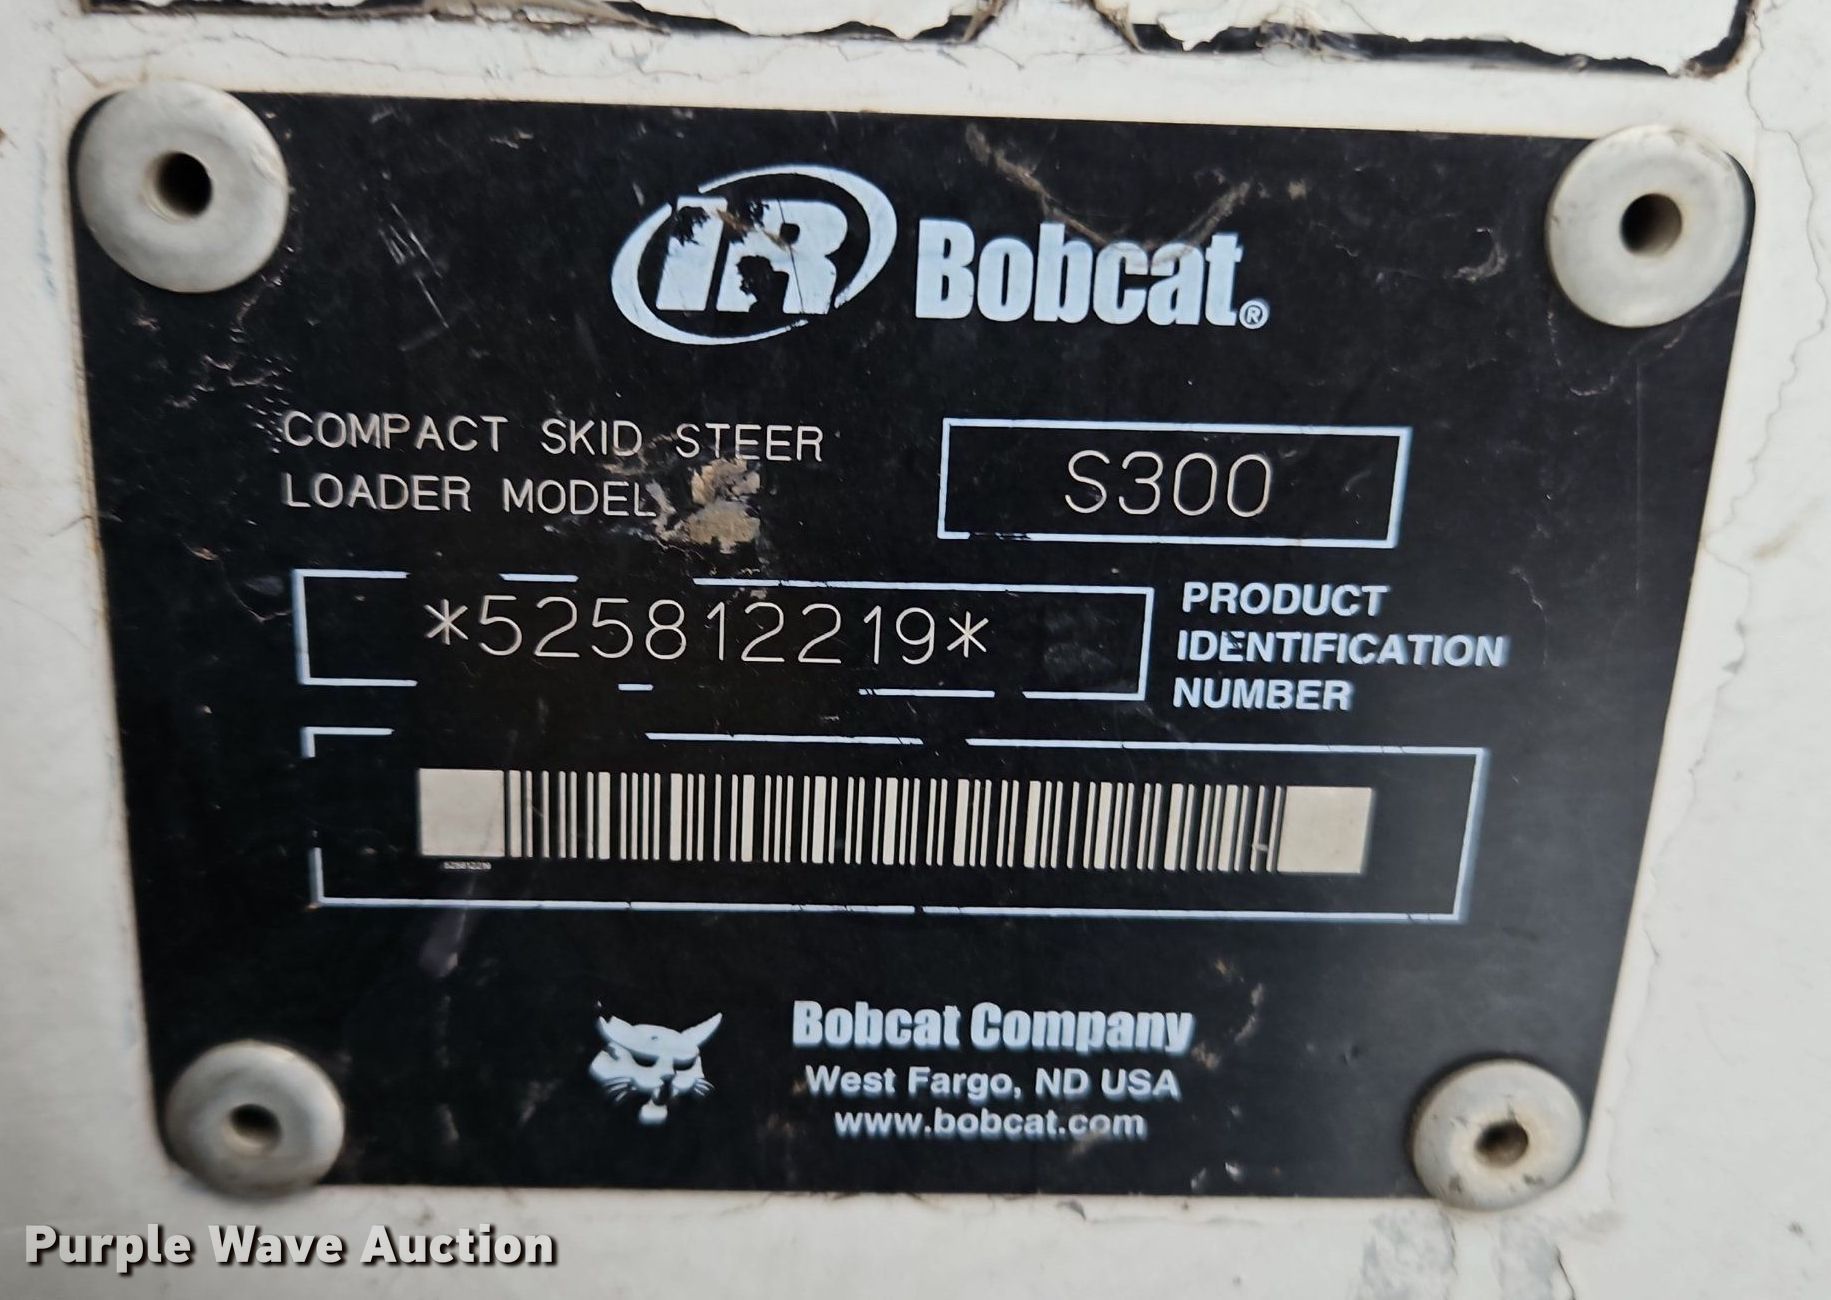 IR Bobcat®
COMPACT SKID STEER
LOADER MODEL
S300
*525812219*
PRODUCT
IDENTIFICATION
NUMBER
525812219
Bobcat Company
West Fargo, ND USA
www.bobcat.com
Purple Wave Auction